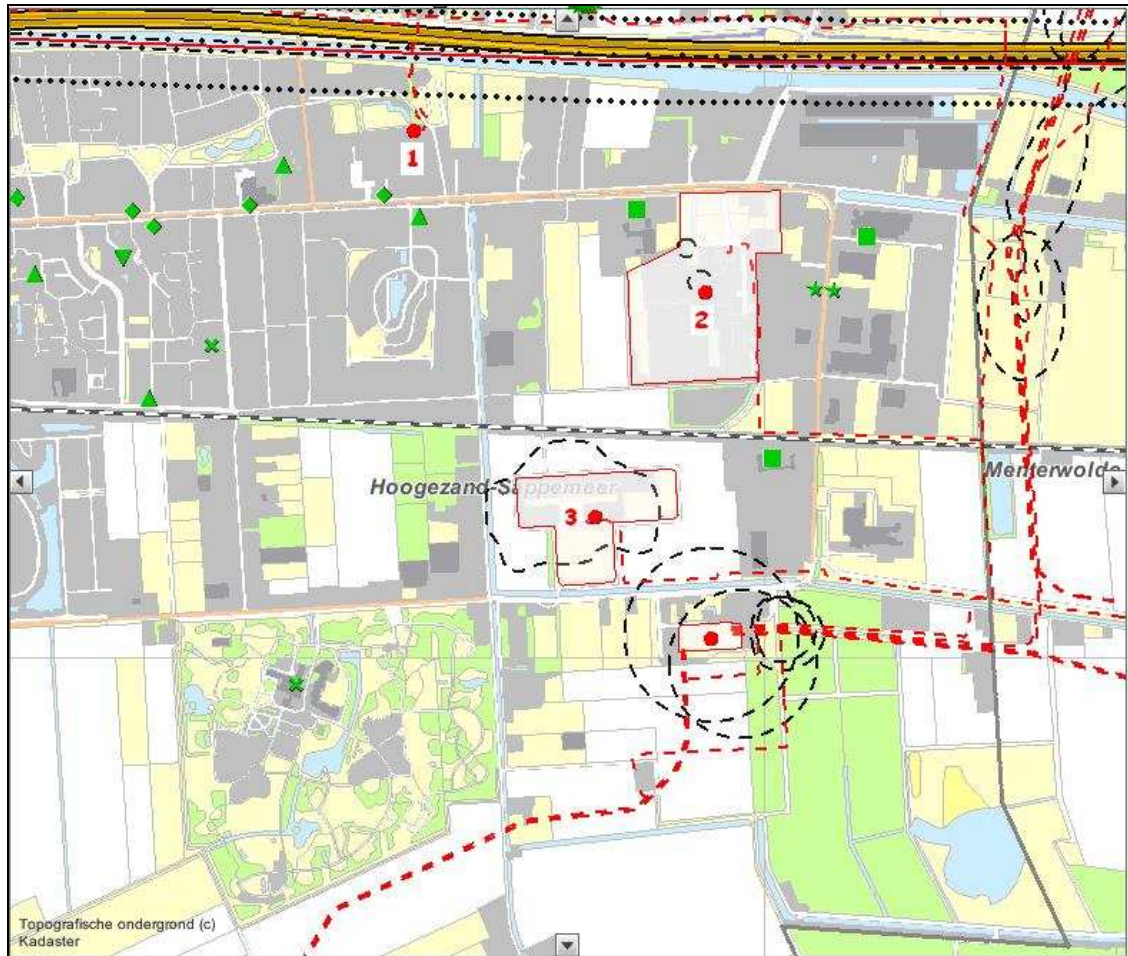 1
2
Hoogezand-Sappemeer
Menterwolde
3
Topografische ondergrond (c)
Kadaster